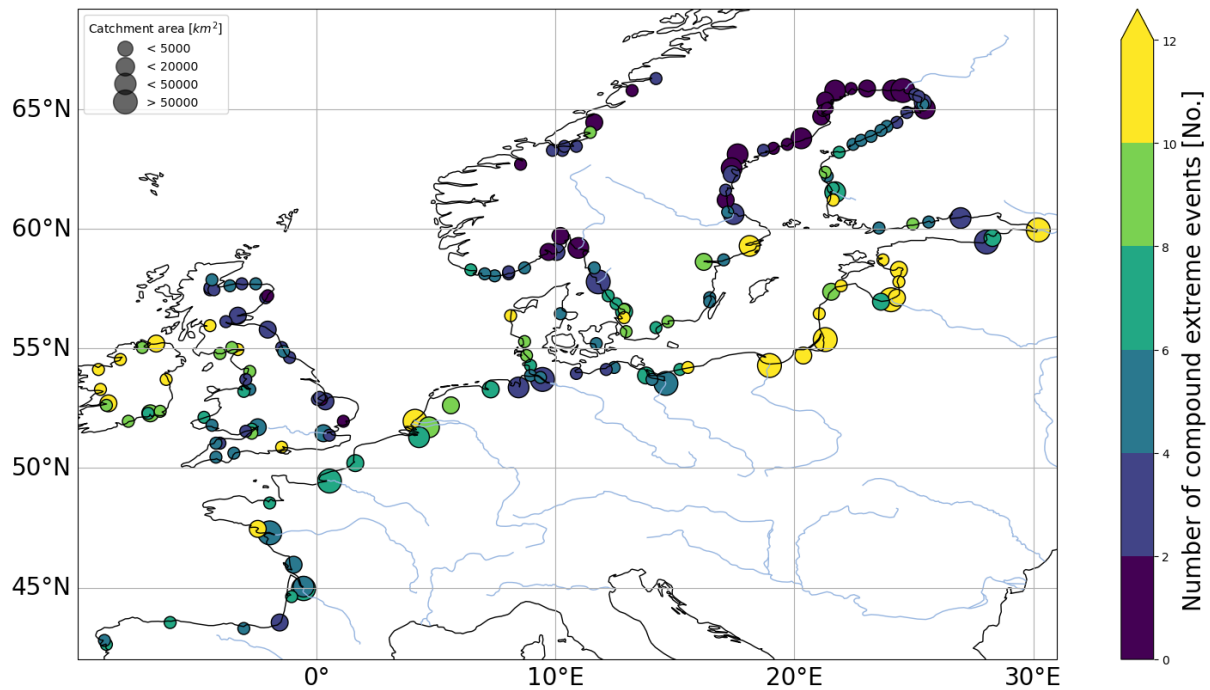 Catchment area [km²]
< 5000
< 20000
< 50000
> 50000
65°N
60°N
55°N
50°N
45°N
0°
10°E
20°E
30°E
12
10
8
6
4
2
0
Number of compound extreme events [No.]